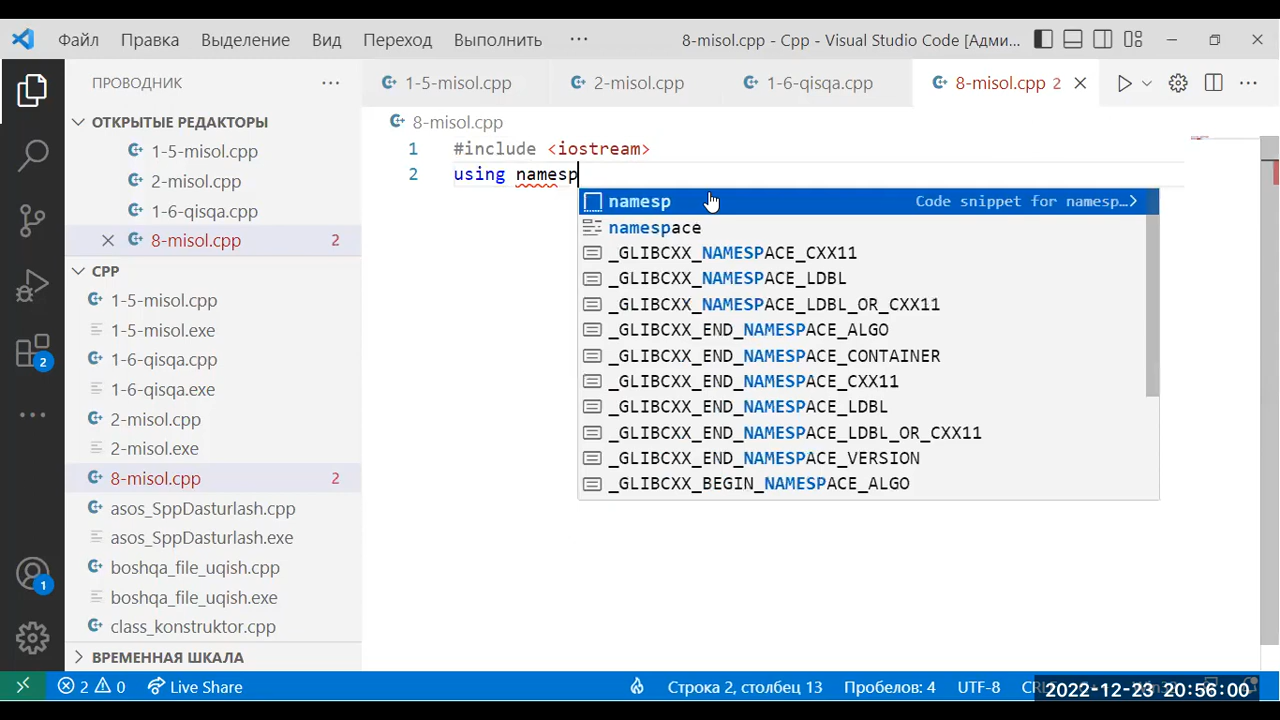 Файл Правка Выделение Вид Переход Выполнить ··· 8-misol.cpp - Cpp - Visual Studio Code [Адми...
ПРОВОДНИК ···
1-5-misol.cpp 2-misol.cpp 1-6-qisqa.cpp 8-misol.cpp 2
ОТКРЫТЫЕ РЕДАКТОРЫ
1-5-misol.cpp
2-misol.cpp
1-6-qisqa.cpp
8-misol.cpp 2
CPP
1-5-misol.cpp
1-5-misol.exe
1-6-qisqa.cpp
1-6-qisqa.exe
2-misol.cpp
2-misol.exe
8-misol.cpp 2
asos_SppDasturlash.cpp
asos_SppDasturlash.exe
boshqa_file_uqish.cpp
boshqa_file_uqish.exe
class_konstruktor.cpp
ВРЕМЕННАЯ ШКАЛА
8-misol.cpp
1 #include <iostream>
2 using namesp
namesp Code snippet for namesp…
namespace
_GLIBCXX_NAMESPACE_CXX11
_GLIBCXX_NAMESPACE_LDBL
_GLIBCXX_NAMESPACE_LDBL_OR_CXX11
_GLIBCXX_END_NAMESPACE_ALGO
_GLIBCXX_END_NAMESPACE_CONTAINER
_GLIBCXX_END_NAMESPACE_CXX11
_GLIBCXX_END_NAMESPACE_LDBL
_GLIBCXX_END_NAMESPACE_LDBL_OR_CXX11
_GLIBCXX_END_NAMESPACE_VERSION
_GLIBCXX_BEGIN_NAMESPACE_ALGO
2
1
2 0 Live Share Строка 2, столбец 13 Пробелов: 4 UTF-8
2022-12-23 20:56:00